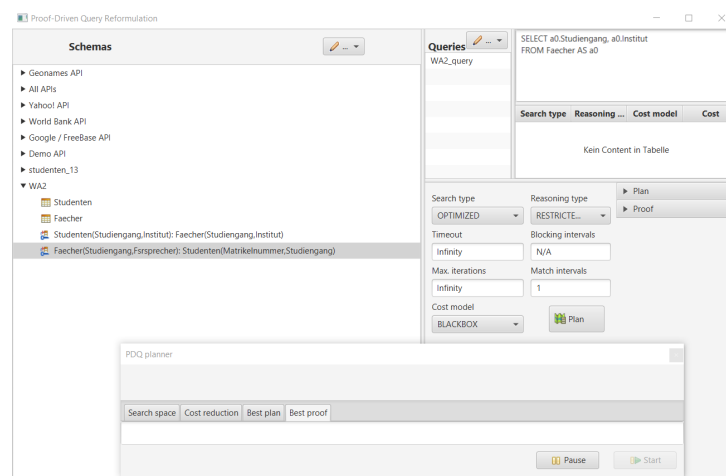 Proof-Driven Query Reformulation
Schemas
...
Geonames API
All APIs
Yahoo! API
World Bank API
Google / FreeBase API
Demo API
studenten_13
WA2
Studenten
Faecher
Studenten(Studiengang,Institut): Faecher(Studiengang,Institut)
Faecher(Studiengang,Fsrsprecher): Studenten(Matrikelnummer,Studiengang)
Queries
...
WA2_query
SELECT a0.Studiengang, a0.Institut
FROM Faecher AS a0
Search type Reasoning ... Cost model Cost
Kein Content in Tabelle
Search type Reasoning type
OPTIMIZED RESTRICTE...
Timeout Blocking intervals
Infinity N/A
Max. iterations Match intervals
Infinity 1
Cost model
BLACKBOX Plan
Plan
Proof
PDQ planner
Search space Cost reduction Best plan Best proof
Pause Start